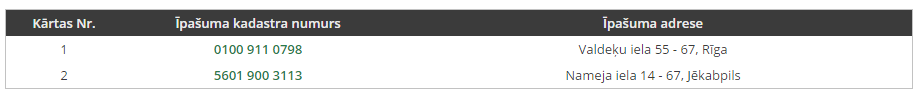 Kārtas Nr. Īpašuma kadastra numurs Īpašuma adrese
1 0100 911 0798 Valdeķu iela 55 - 67, Rīga
2 5601 900 3113 Nameja iela 14 - 67, Jēkabpils